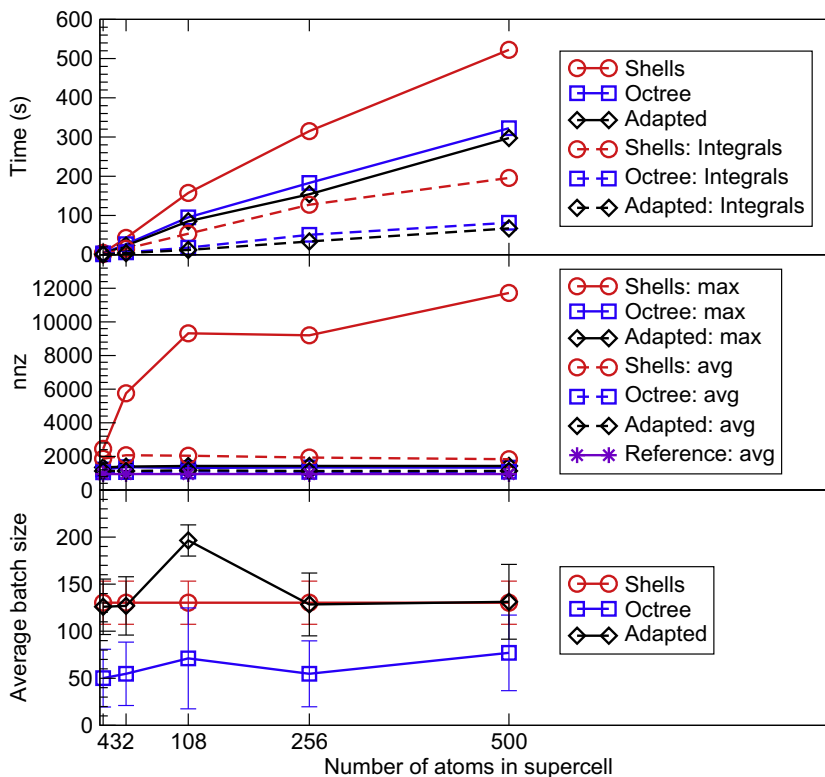 600
500
400
300
200
100
0
Time (s)
Shells
Octree
Adapted
Shells: Integrals
Octree: Integrals
Adapted: Integrals
12000
10000
8000
6000
4000
2000
0
nnz
Shells: max
Octree: max
Adapted: max
Shells: avg
Octree: avg
Adapted: avg
Reference: avg
200
150
100
50
0
Average batch size
Shells
Octree
Adapted
4 32 108 256 500
Number of atoms in supercell